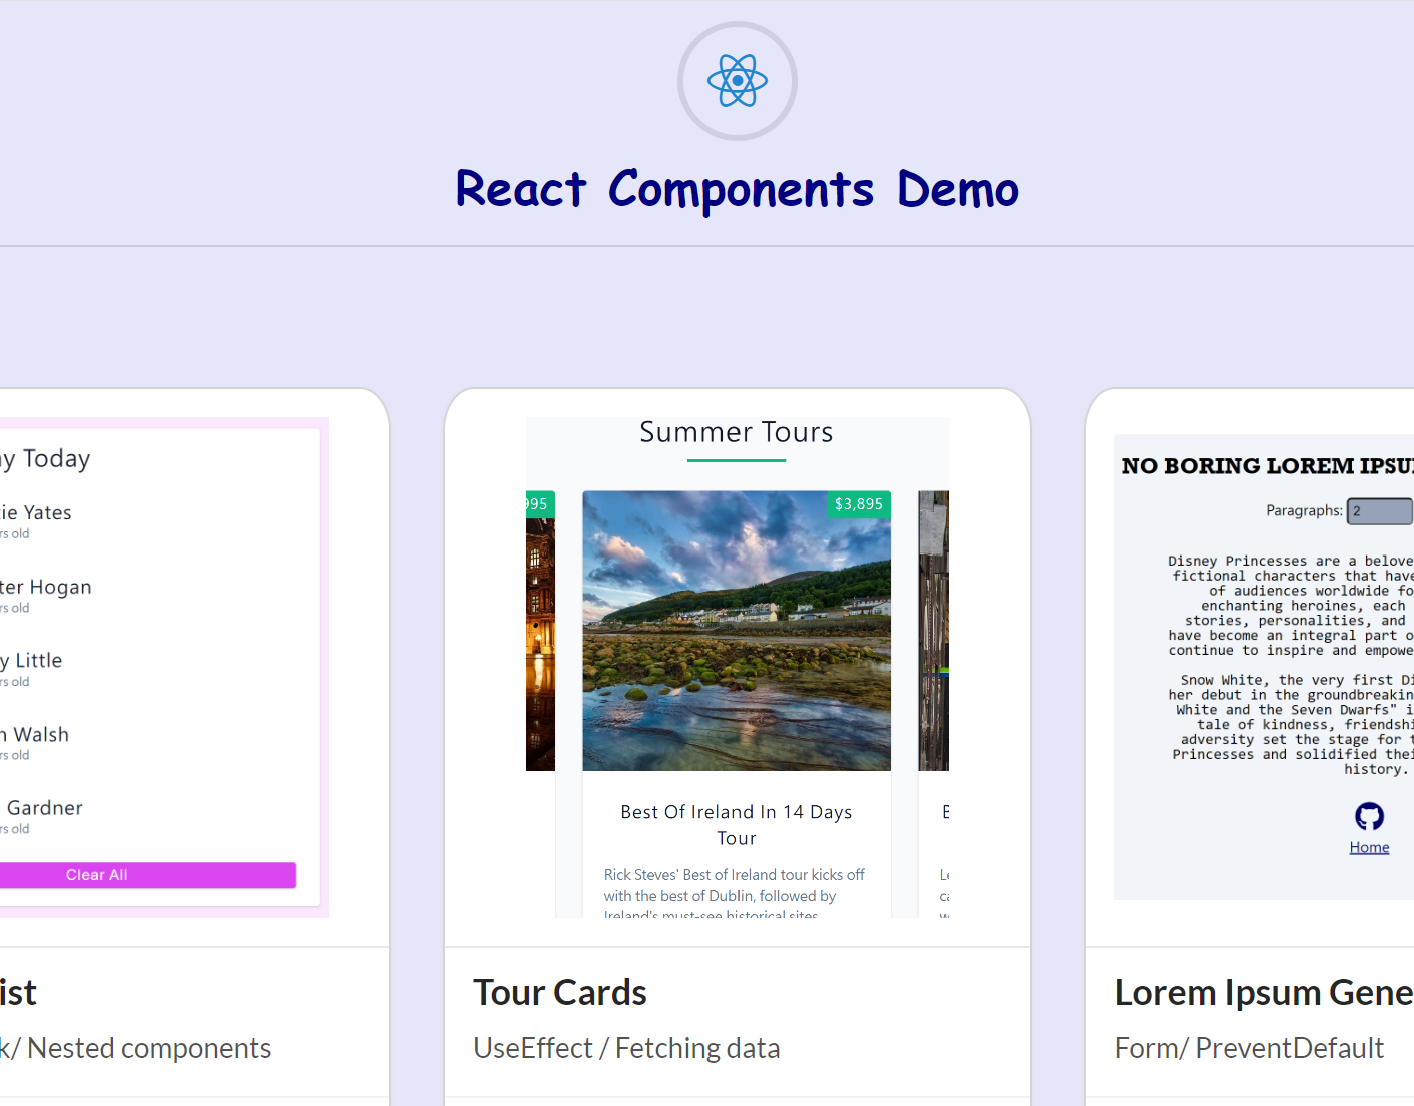 React Components Demo
y Today
ie Yates
rs old
ter Hogan
rs old
y Little
rs old
n Walsh
rs old
Gardner
rs old
Clear All
ist
k/ Nested components
Summer Tours
995
$3,895
Best Of Ireland In 14 Days
Tour
Rick Steves' Best of Ireland tour kicks off
with the best of Dublin, followed by
Ireland's must-see historical sites
Tour Cards
UseEffect / Fetching data
NO BORING LOREM IPSU
Paragraphs: 2
Disney Princesses are a belove
fictional characters that have
of audiences worldwide fo
enchanting heroines, each
stories, personalities, and
have become an integral part o
continue to inspire and empowe
Snow White, the very first Di
her debut in the groundbreakin
White and the Seven Dwarfs" i
tale of kindness, friendshi
adversity set the stage for t
Princesses and solidified thei
history.
Home
Lorem Ipsum Gene
Form/ PreventDefault